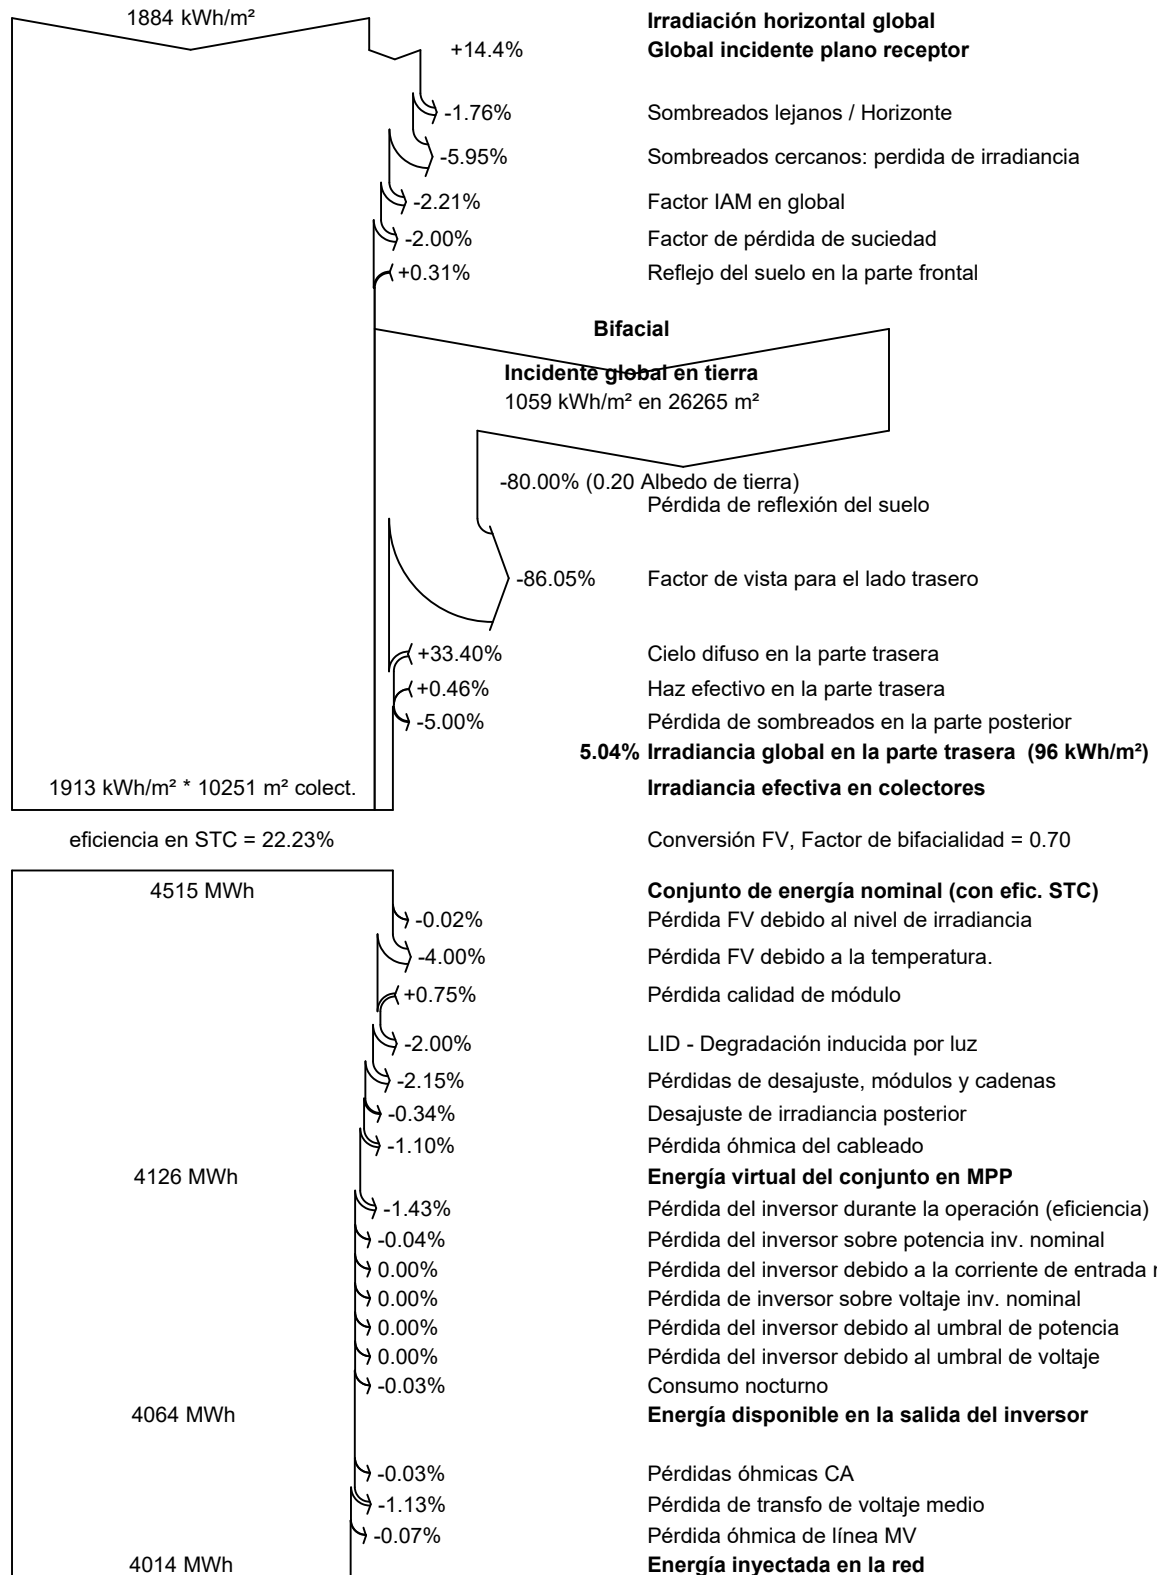 1884 kWh/m² Irradiación horizontal global
+14.4% Global incidente plano receptor
-1.76% Sombreados lejanos / Horizonte
-5.95% Sombreados cercanos: perdida de irradiancia
-2.21% Factor IAM en global
-2.00% Factor de pérdida de suciedad
+0.31% Reflejo del suelo en la parte frontal
Bifacial
Incidente global en tierra
1059 kWh/m² en 26265 m²
-80.00% (0.20 Albedo de tierra)
Pérdida de reflexión del suelo
-86.05% Factor de vista para el lado trasero
+33.40% Cielo difuso en la parte trasera
+0.46% Haz efectivo en la parte trasera
-5.00% Pérdida de sombreados en la parte posterior
5.04% Irradiancia global en la parte trasera (96 kWh/m²)
1913 kWh/m² * 10251 m² colect. Irradiancia efectiva en colectores
eficiencia en STC = 22.23% Conversión FV, Factor de bifacialidad = 0.70
4515 MWh Conjunto de energía nominal (con efic. STC)
-0.02% Pérdida FV debido al nivel de irradiancia
-4.00% Pérdida FV debido a la temperatura.
+0.75% Pérdida calidad de módulo
-2.00% LID - Degradación inducida por luz
-2.15% Pérdidas de desajuste, módulos y cadenas
-0.34% Desajuste de irradiancia posterior
-1.10% Pérdida óhmica del cableado
4126 MWh Energía virtual del conjunto en MPP
-1.43% Pérdida del inversor durante la operación (eficiencia)
-0.04% Pérdida del inversor sobre potencia inv. nominal
0.00% Pérdida del inversor debido a la corriente de entrada
0.00% Pérdida de inversor sobre voltaje inv. nominal
0.00% Pérdida del inversor debido al umbral de potencia
0.00% Pérdida del inversor debido al umbral de voltaje
-0.03% Consumo nocturno
4064 MWh Energía disponible en la salida del inversor
-0.03% Pérdidas óhmicas CA
-1.13% Pérdida de transfo de voltaje medio
-0.07% Pérdida óhmica de línea MV
4014 MWh Energía inyectada en la red